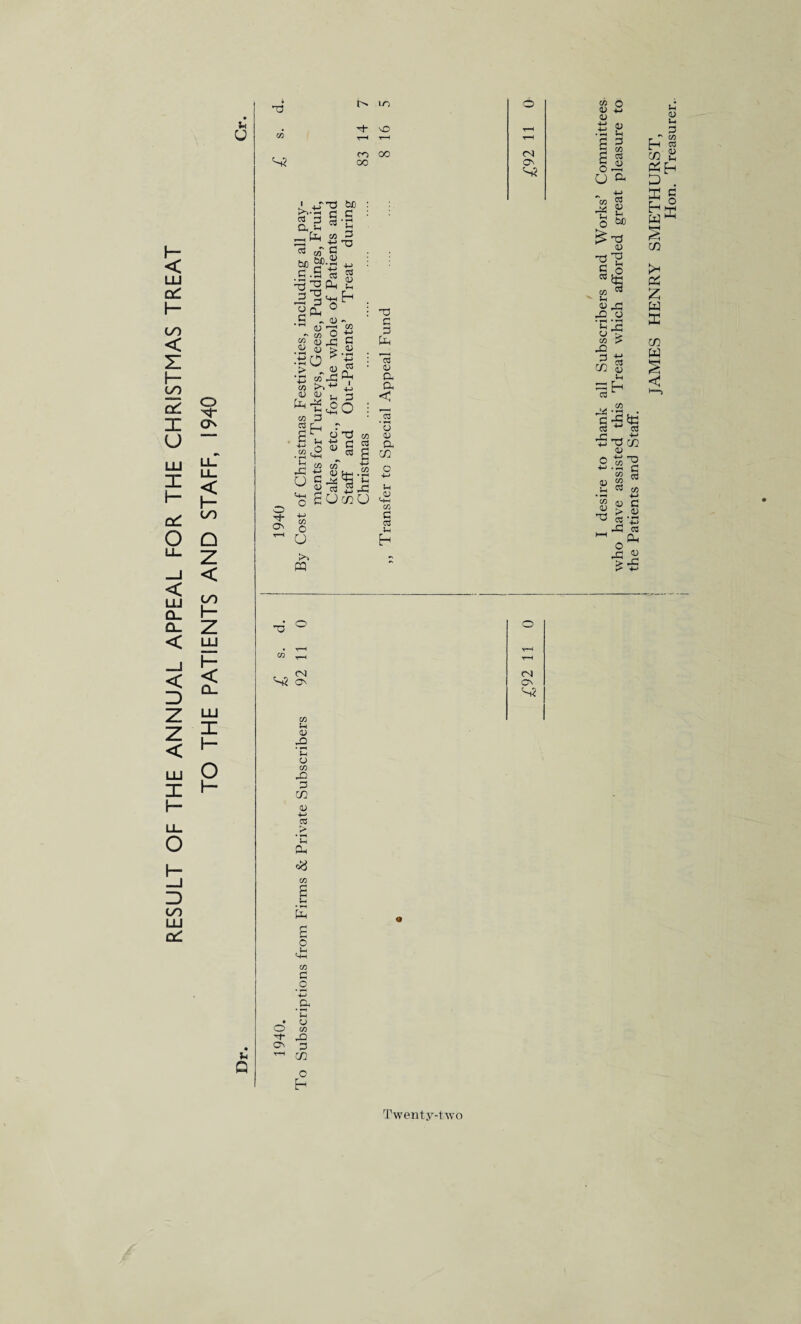 RESULT OF THE ANNUAL APPEAL FOR THE CHRISTMAS TREAT
TO THE PATIENTS AND STAFF, 1940
Dr.
Cr.
1940. £ s. d.
To Subscriptions from Firms & Private Subscribers 92 11 0
£92 11 0
1940 £ s. d.
By Cost of Christmas Festivities, including all pay-
ments for Turkeys, Geese, Puddings, Fruit,
Cakes, etc., for the whole of Patients and
Staff and Out-Patients' Treat during
Christmas .... .... .... 83 14 7
,, Transfer to Special Appeal Fund .... 8 16 5
£92 11 0
I desire to thank all Subscribers and Works' Committees
who have assisted this Treat which afforded great pleasure to
the Patients and Staff.
JAMES HENRY SMETHURST,
Hon. Treasurer.
Twenty-two